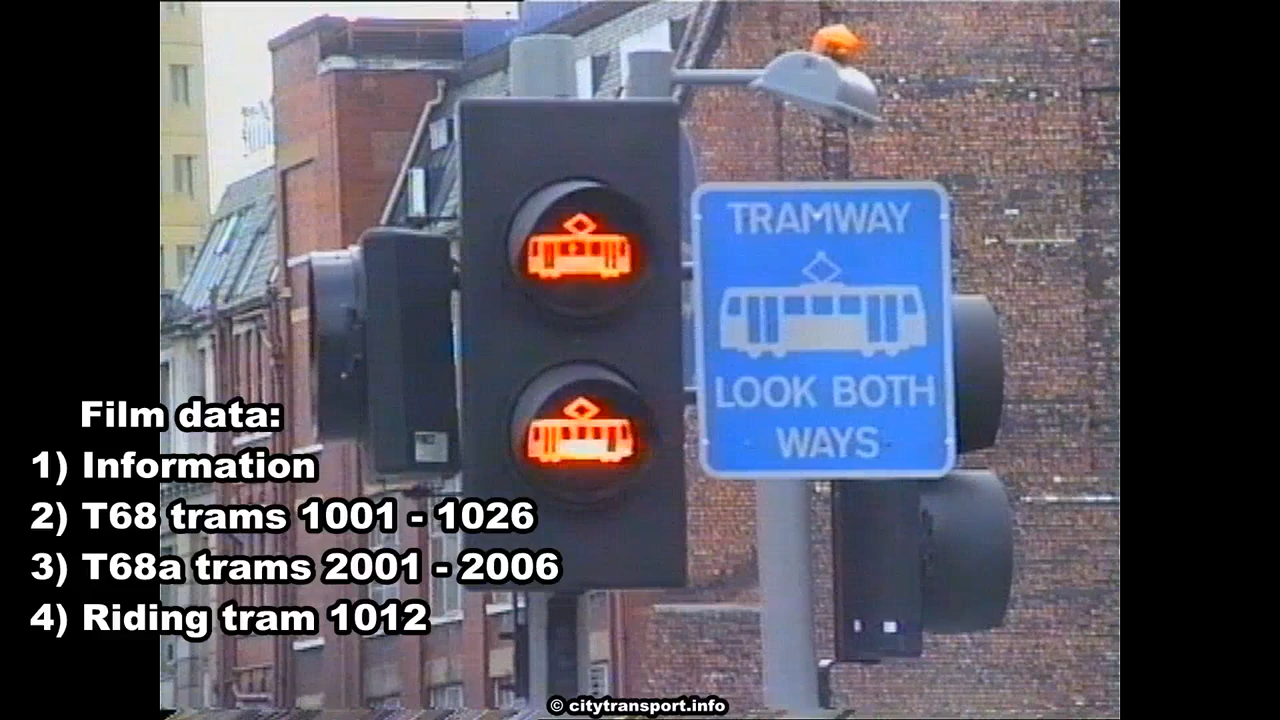 TRAMWAY
LOOK BOTH
WAYS
Film data:
1) Information
2) T68 trams 1001 - 1026
3) T68a trams 2001 - 2006
4) Riding tram 1012
© citytransport.info